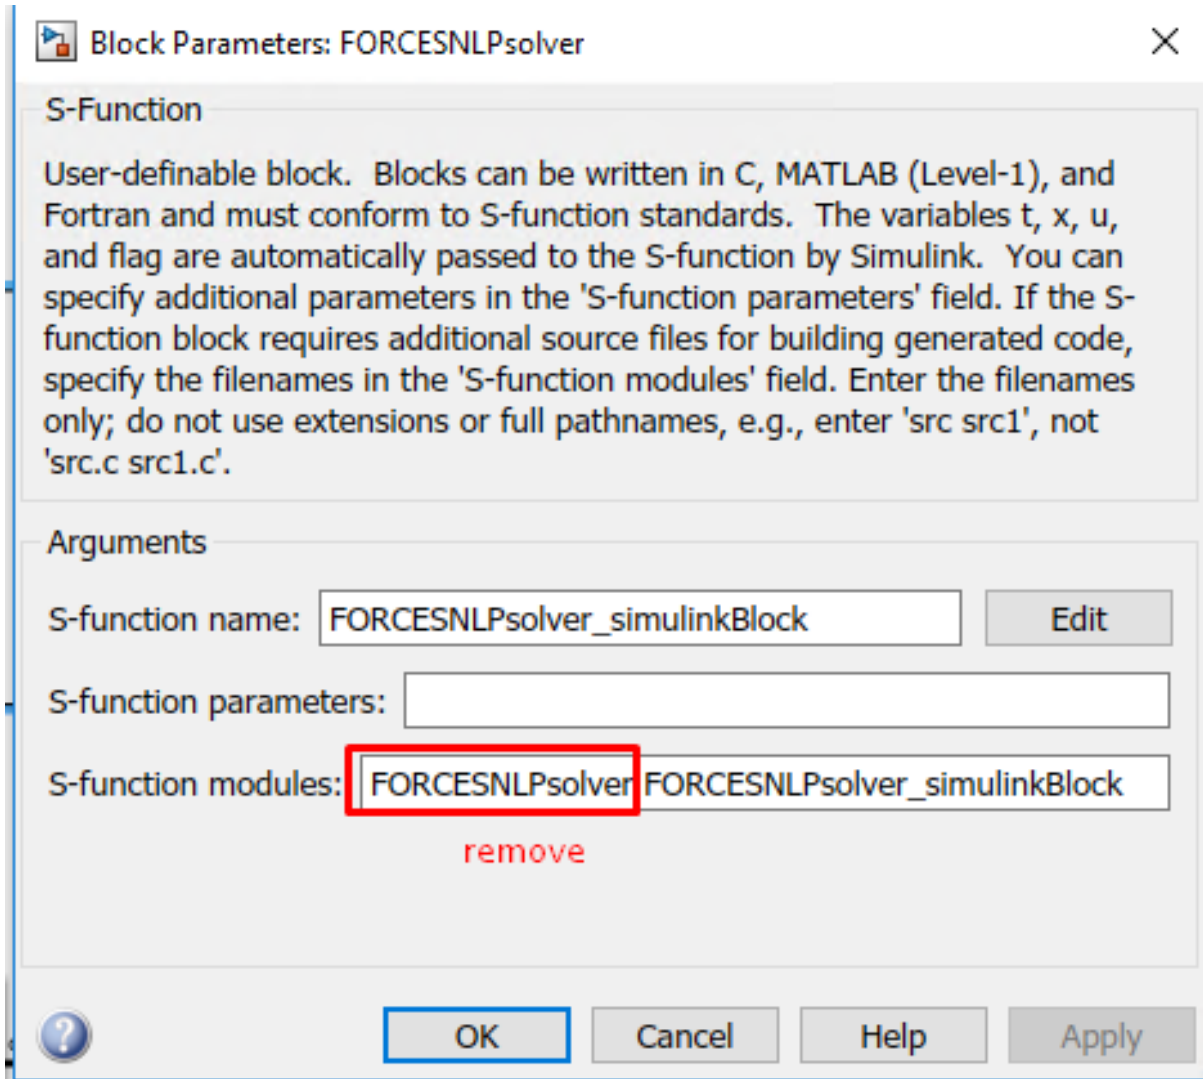 Block Parameters: FORCESNLPsolver
S-Function
User-definable block.  Blocks can be written in C, MATLAB (Level-1), and
Fortran and must conform to S-function standards.  The variables t, x, u,
and flag are automatically passed to the S-function by Simulink.  You can
specify additional parameters in the 'S-function parameters' field. If the S-
function block requires additional source files for building generated code,
specify the filenames in the 'S-function modules' field. Enter the filenames
only; do not use extensions or full pathnames, e.g., enter 'src src1', not
'src.c src1.c'.
Arguments
S-function name: FORCESNLPsolver_simulinkBlock Edit
S-function parameters:
S-function modules: FORCESNLPsolver FORCESNLPsolver_simulinkBlock
remove
? OK Cancel Help Apply